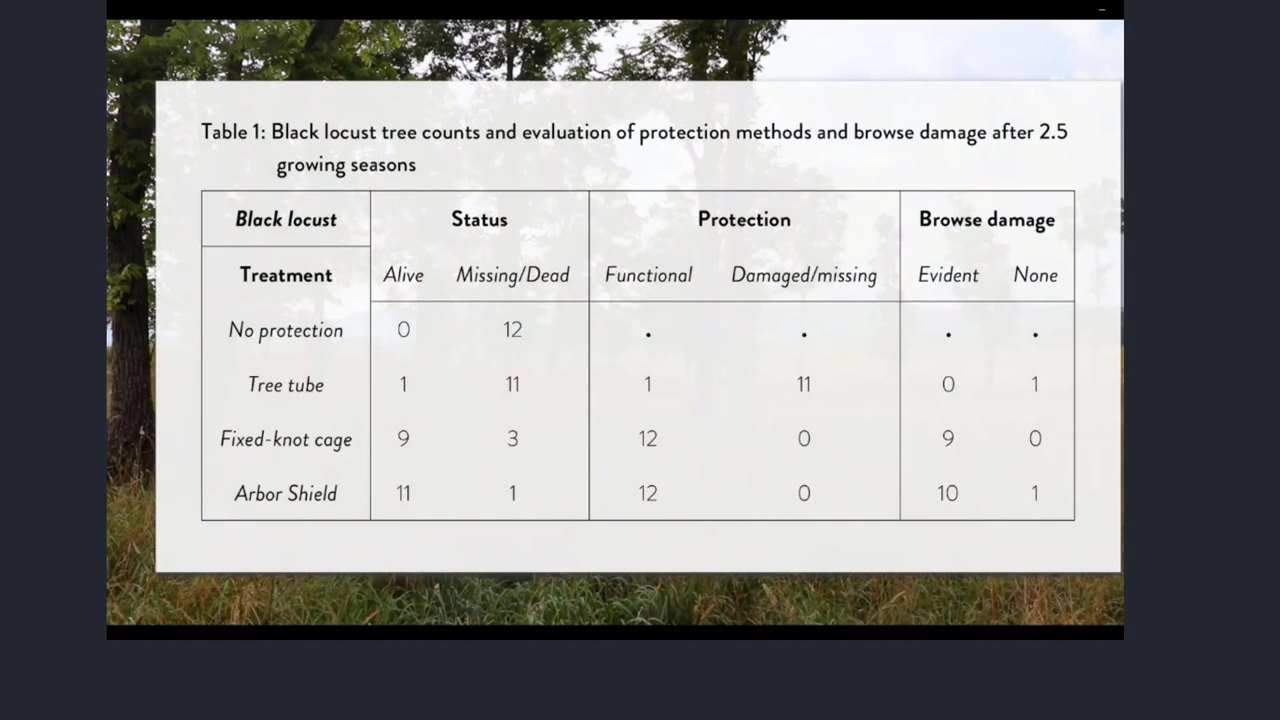 Table 1: Black locust tree counts and evaluation of protection methods and browse damage after 2.5
growing seasons
Black locust Status Protection Browse damage
Treatment Alive Missing/Dead Functional Damaged/missing Evident None
No protection 0 12 . . . .
Tree tube 1 11 1 11 0 1
Fixed-knot cage 9 3 12 0 9 0
Arbor Shield 11 1 12 0 10 1